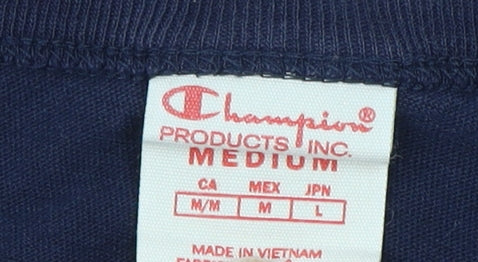 Champion®
PRODUCTS INC.
MEDIUM
CA MEX JPN
M/M M L
MADE IN VIETNAM